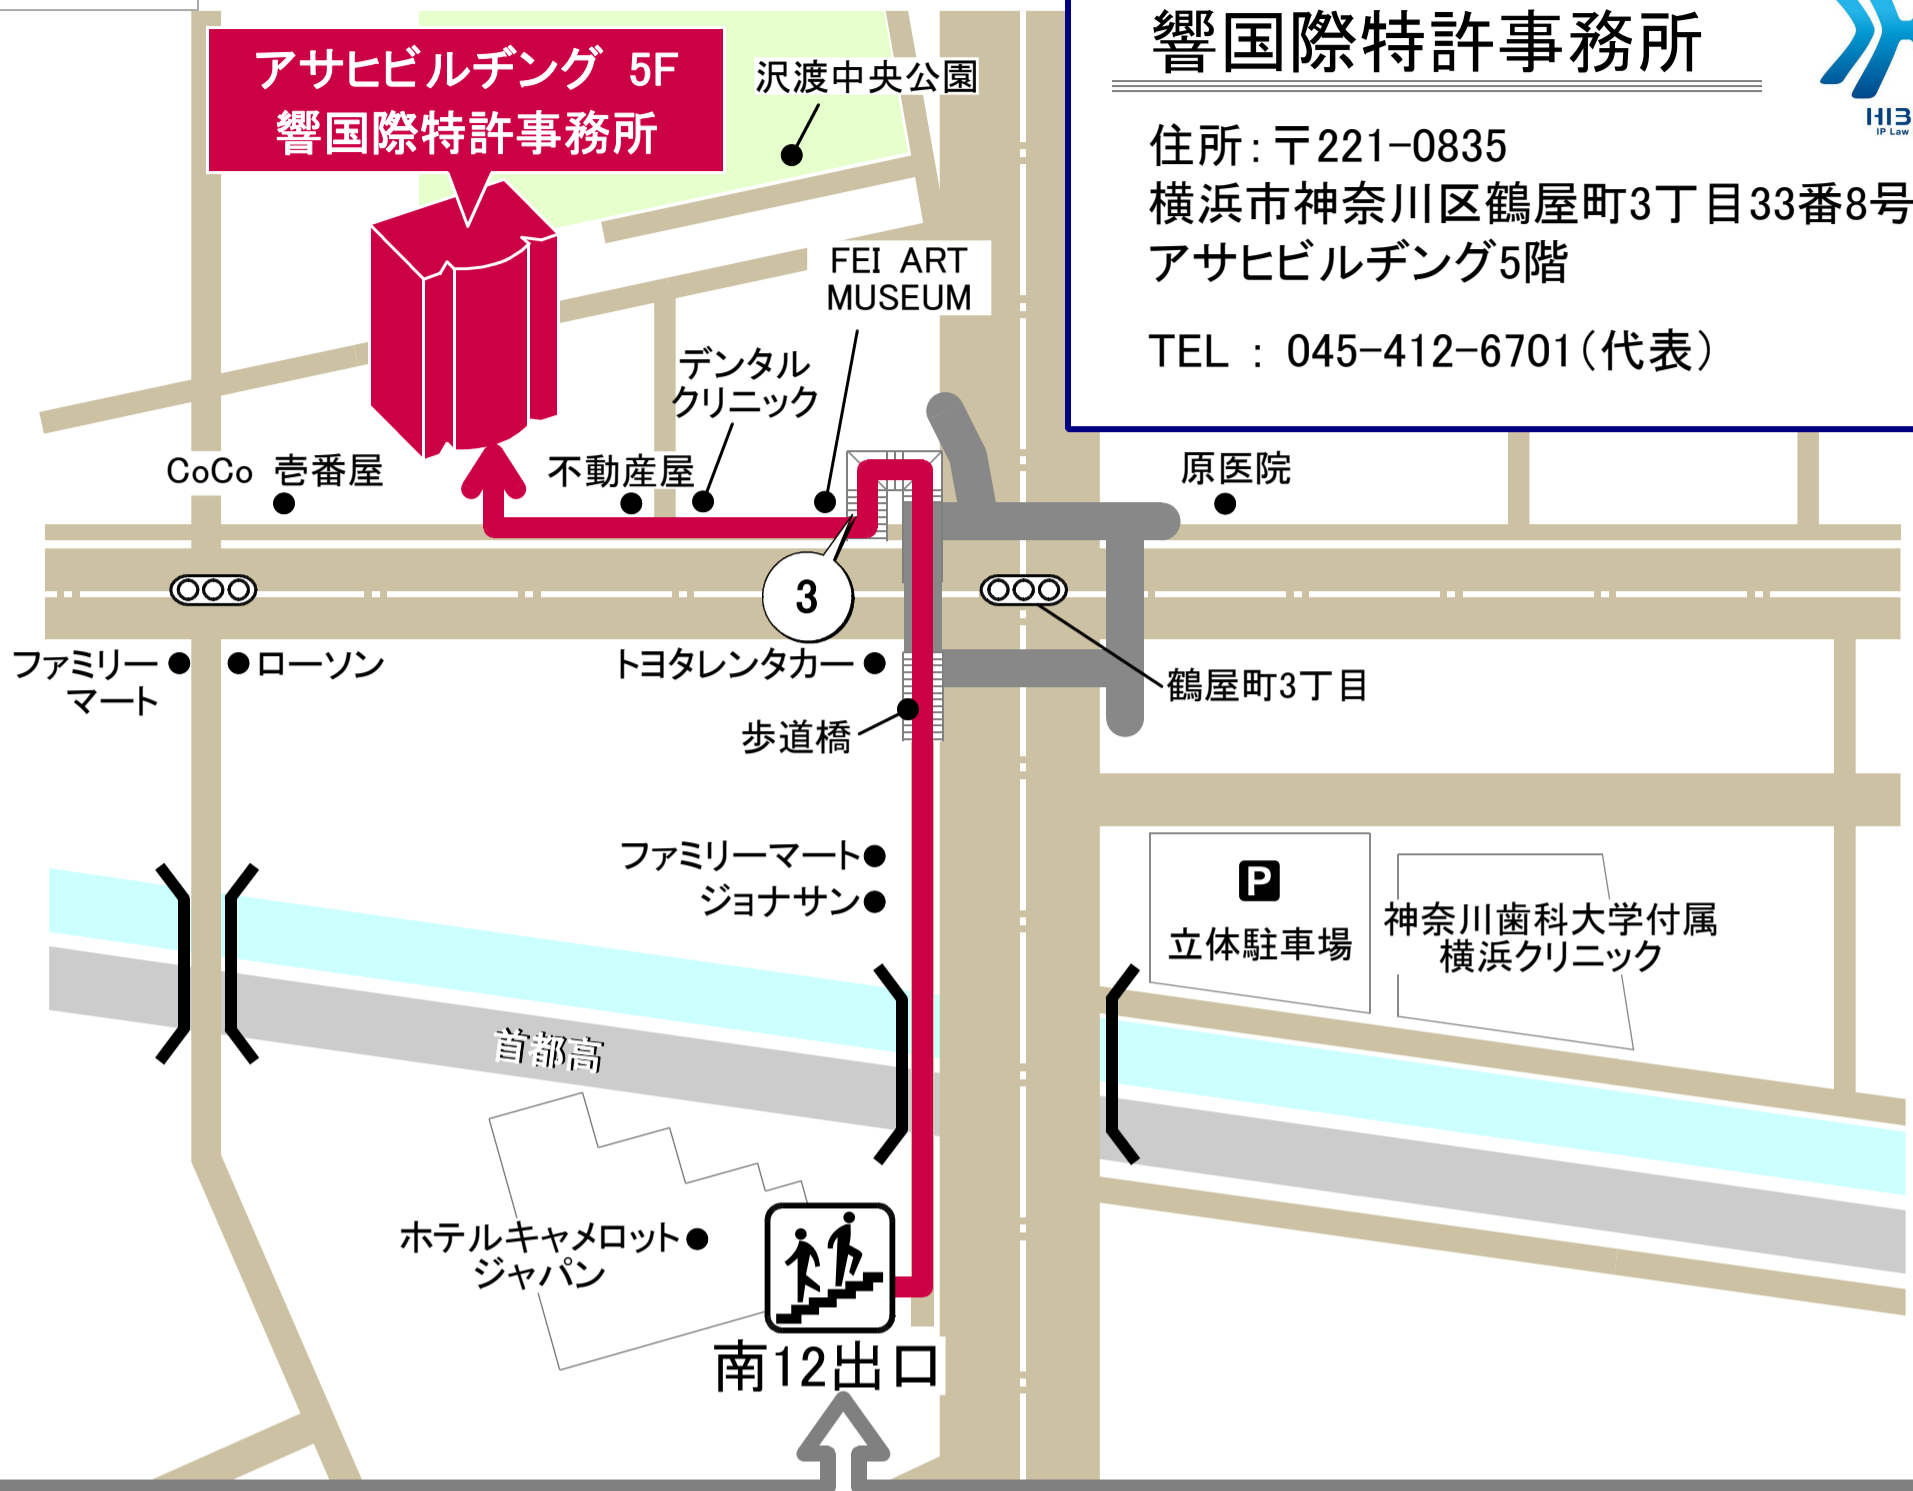 アサヒビルヂング 5F
響国際特許事務所
沢渡中央公園
響国際特許事務所
HIB
IP Law
住所:〒221-0835
横浜市神奈川区鶴屋町3丁目33番8号
アサヒビルヂング5階
TEL : 045-412-6701(代表)
FEI ART
MUSEUM
デンタル
クリニック
CoCo 壱番屋
不動産屋
原医院
3
ファミリー
マート
ローソン
トヨタレンタカー
鶴屋町3丁目
歩道橋
ファミリーマート
ジョナサン
P
立体駐車場
神奈川歯科大学付属
横浜クリニック
首都高
ホテルキャメロット
ジャパン
南12出口